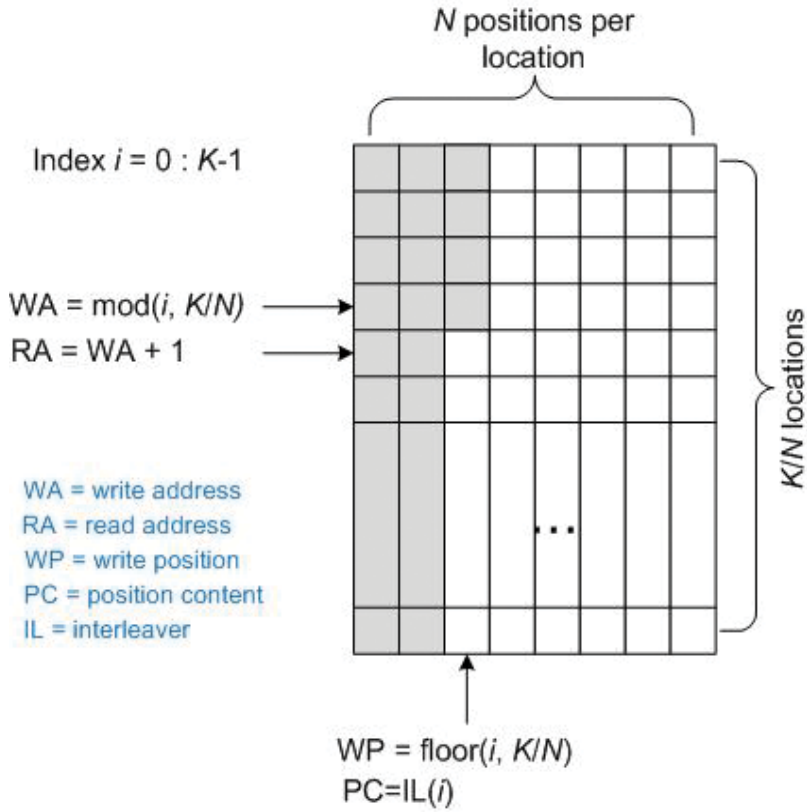 N positions per
location
Index i = 0 : K-1
WA = mod(i, K/N)
RA = WA + 1
K/N locations
WA = write address
RA = read address
WP = write position
PC = position content
IL = interleaver
...
WP = floor(i, K/N)
PC=IL(i)